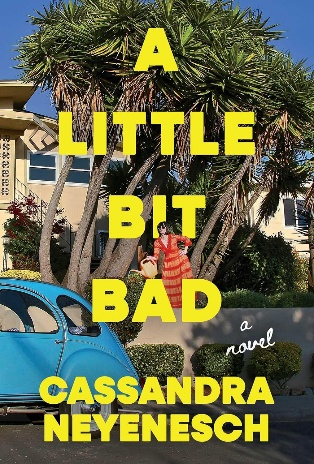 A
LITTLE
BIT
BAD
a
novel
CASSANDRA
NEYENESCH